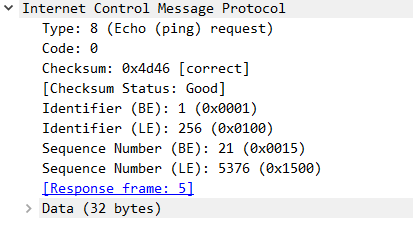 Internet Control Message Protocol
Type: 8 (Echo (ping) request)
Code: 0
Checksum: 0x4d46 [correct]
[Checksum Status: Good]
Identifier (BE): 1 (0x0001)
Identifier (LE): 256 (0x0100)
Sequence Number (BE): 21 (0x0015)
Sequence Number (LE): 5376 (0x1500)
[Response frame: 5]
Data (32 bytes)